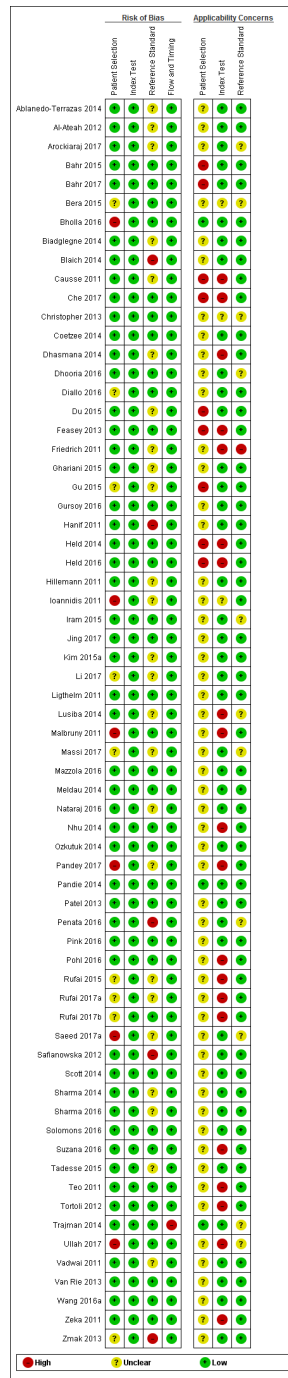 Risk of Bias Applicability Concerns
Patient Selection
Index Test
Reference Standard
Flow and Timing
Patient Selection
Index Test
Reference Standard
Ablanedo-Terrazas 2014 + + ? + ? + +
Al-Ateah 2012 + + ? + ? + +
Arockiaraj 2017 + + ? + ? + ?
Bahr 2015 + + + + - + +
Bahr 2017 + + + + - + +
Bera 2015 ? + + + ? ? ?
Bholla 2016 - + + + + + +
Biadglegne 2014 + + ? + ? + +
Blaich 2014 + + - + ? + +
Causse 2011 + + ? + - - +
Che 2017 + + + + - - +
Christopher 2013 + + + + ? ? ?
Coetzee 2014 + + + + ? + +
Dhasmana 2014 + + ? + ? - +
Dhooria 2016 + + + + ? + ?
Diallo 2016 ? + + + ? + +
Du 2015 + + ? + - + +
Feasey 2013 + + + + - - +
Friedrich 2011 + + ? + ? - -
Ghariani 2015 + + ? + ? + +
Gu 2015 ? + ? + - + +
Gursoy 2016 + + + + ? + +
Hanif 2011 + + - + ? + +
Held 2014 + + + + - - +
Held 2016 + + + + - - +
Hillemann 2011 + + ? + ? + +
Ioannidis 2011 - + ? + ? ? +
Iram 2015 + + + + ? + ?
Jing 2017 + + + + ? + +
Kim 2015a + + ? + ? + +
Li 2017 ? + ? + ? + +
Ligthelm 2011 + + + + ? + +
Lusiba 2014 + + ? + ? - ?
Malbruny 2011 - + + + ? - +
Massi 2017 ? + ? + ? + ?
Mazzola 2016 + + + + ? + +
Meldau 2014 + + + + ? + +
Nataraj 2016 + + ? + ? + +
Nhu 2014 + + + + ? - +
Ozkutuk 2014 + + + + ? + +
Pandey 2017 - + ? + ? - +
Pandie 2014 + + + + + + +
Patel 2013 + + + + ? + +
Penata 2016 + + - + ? + ?
Pink 2016 + + + + ? + +
Pohl 2016 + + + + ? - +
Rufai 2015 ? + ? + ? - +
Rufai 2017a ? + ? + ? - +
Rufai 2017b ? + + + ? - +
Saeed 2017a - + ? + ? + ?
Safianowska 2012 + + - + ? + +
Scott 2014 + + + + ? + +
Sharma 2014 + + ? + ? + +
Sharma 2016 + + ? + ? + +
Solomons 2016 + + + + ? + +
Suzana 2016 + + + + ? - +
Tadesse 2015 + + ? + ? + +
Teo 2011 + + + + ? - +
Tortoli 2012 + + + + ? - +
Trajman 2014 + + + - + + ?
Ullah 2017 - + + + ? - ?
Vadwai 2011 + + ? + ? + +
Van Rie 2013 + + + + ? + +
Wang 2016a + + + + ? + +
Zeka 2011 + + + + ? - +
Zmak 2013 ? + - + ? + +
- High ? Unclear + Low